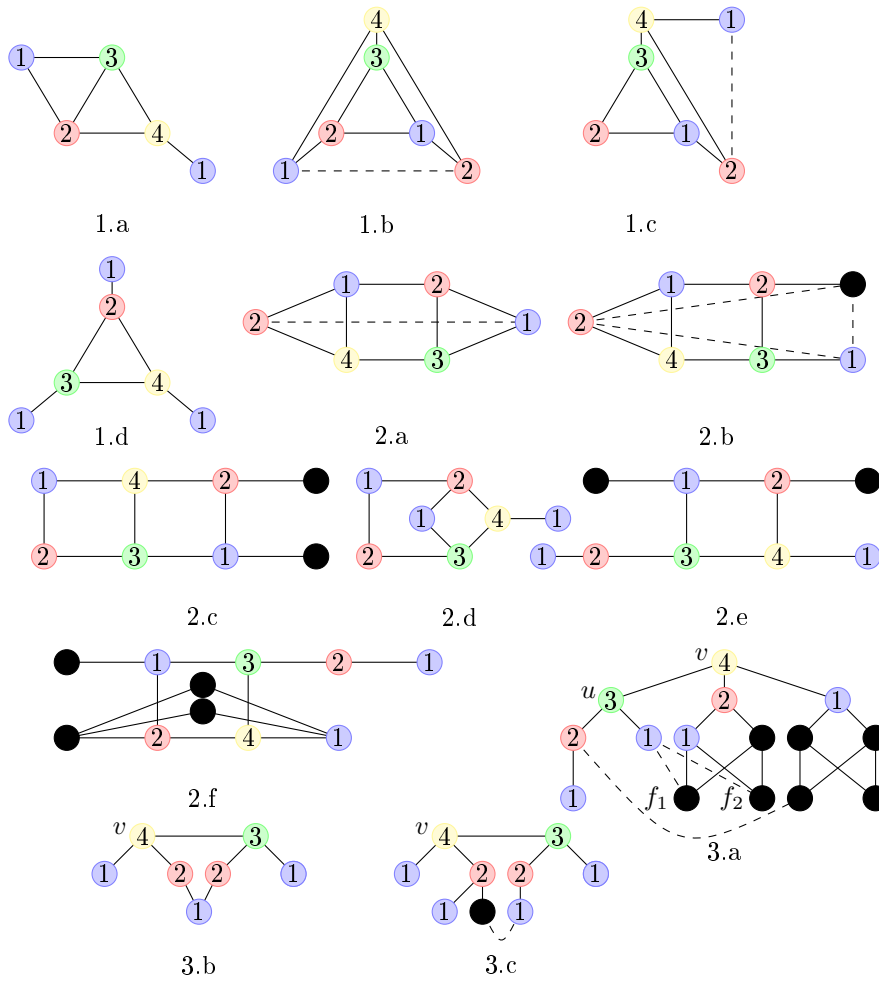 4 4 1
1 3 3 3
2 4 2 1 2 1
1 1 2 2
1.a 1.b 1.c
1
2 1 2 1 2
2 1 2
3 4 4 3 4 3 1
1 1
1.d 2.a 2.b
1 4 2 1 2 1 2
1 4 1
2 3 1 2 3 1 2 3 4 1
2.c 2.d 2.e
1 3 2 1 v 4
u 3 2 1
2 4 1 2 1 1
1 f₁ f₂
2.f
v 4 3 v 4 3 3.a
1 2 2 1 1 2 2 1
1 1 1
3.b 3.c